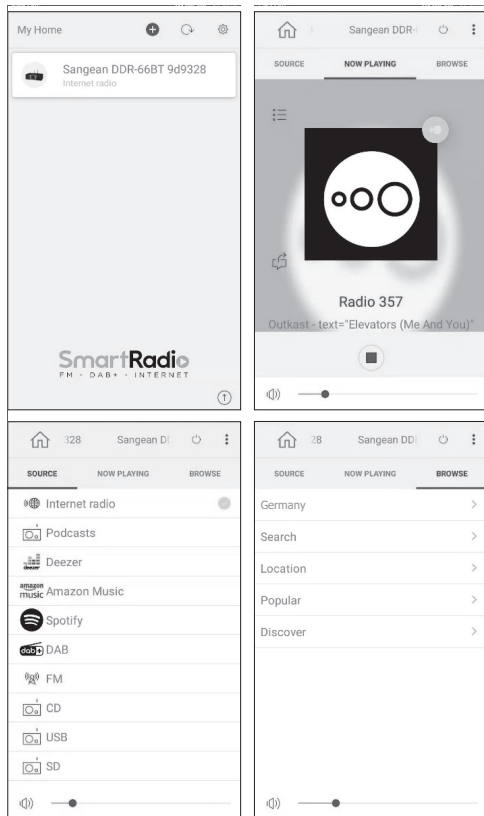 My Home
Sangean DDR-66BT 9d9328
Internet radio
SmartRadio
FM · DAB+ · INTERNET
Sangean DDR-
SOURCE NOW PLAYING BROWSE
Radio 357
Outkast - text="Elevators (Me And You)"
328 Sangean D
SOURCE NOW PLAYING BROWSE
Internet radio
Podcasts
deezer Deezer
amazon music Amazon Music
Spotify
dab+ DAB
FM
CD
USB
SD
28 Sangean DD
SOURCE NOW PLAYING BROWSE
Germany
Search
Location
Popular
Discover